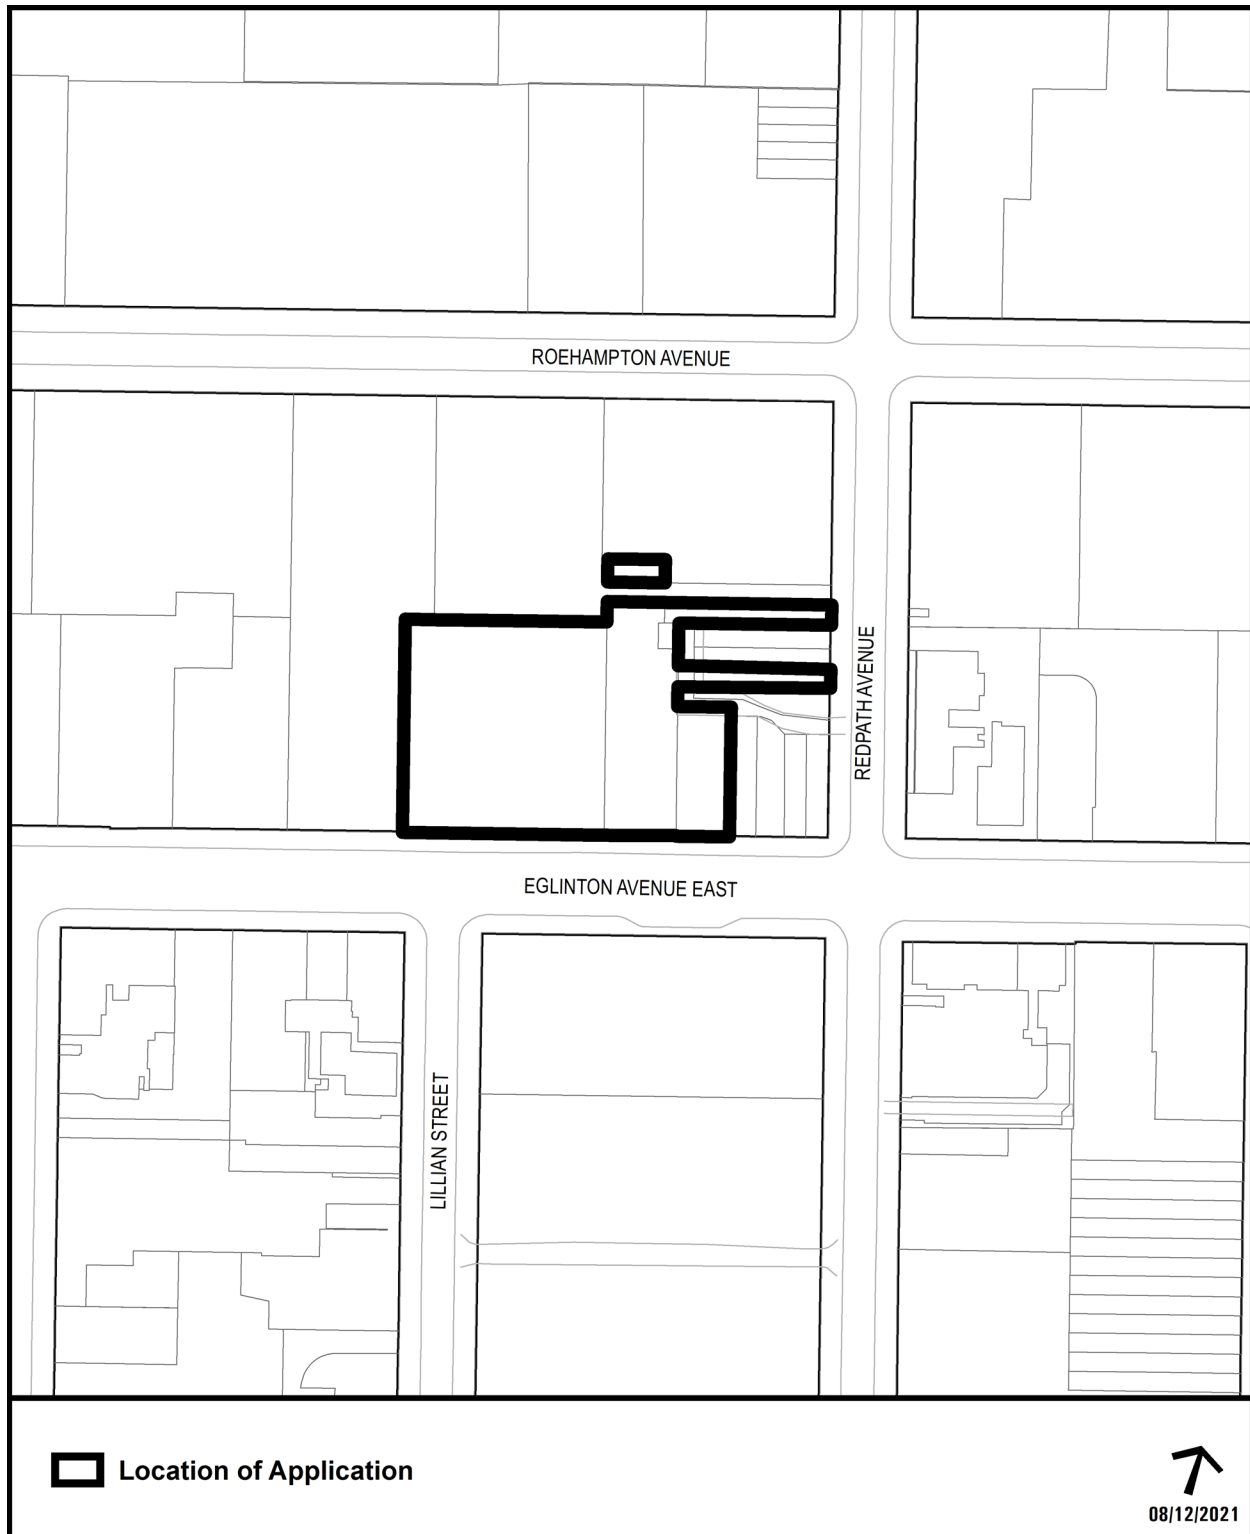 ROEHAMPTON AVENUE
REDPATH AVENUE
EGLINTON AVENUE EAST
LILLIAN STREET
Location of Application
08/12/2021